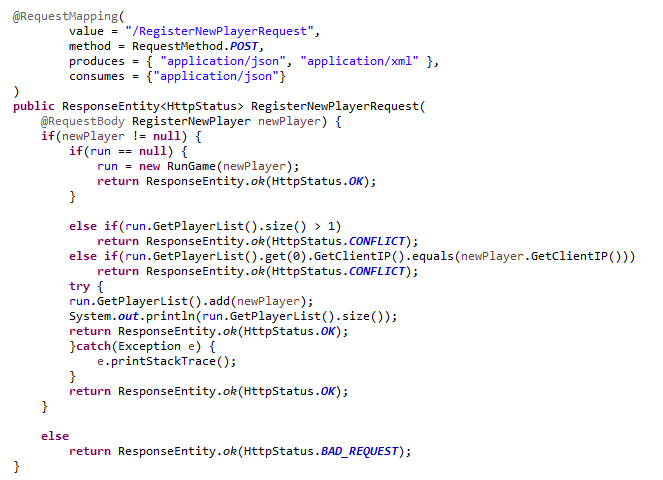 @RequestMapping(
        value = "/RegisterNewPlayerRequest",
        method = RequestMethod.POST,
        produces = { "application/json", "application/xml" },
        consumes = {"application/json"}
)
public ResponseEntity<HttpStatus> RegisterNewPlayerRequest(
    @RequestBody RegisterNewPlayer newPlayer) {
    if(newPlayer != null) {
        if(run == null) {
            run = new RunGame(newPlayer);
            return ResponseEntity.ok(HttpStatus.OK);
        }
        else if(run.GetPlayerList().size() > 1)
            return ResponseEntity.ok(HttpStatus.CONFLICT);
        else if(run.GetPlayerList().get(0).GetClientIP().equals(newPlayer.GetClientIP()))
            return ResponseEntity.ok(HttpStatus.CONFLICT);
        try {
        run.GetPlayerList().add(newPlayer);
        System.out.println(run.GetPlayerList().size());
        return ResponseEntity.ok(HttpStatus.OK);
        }catch(Exception e) {
            e.printStackTrace();
        }
        return ResponseEntity.ok(HttpStatus.OK);
    }
    else
        return ResponseEntity.ok(HttpStatus.BAD_REQUEST);
}